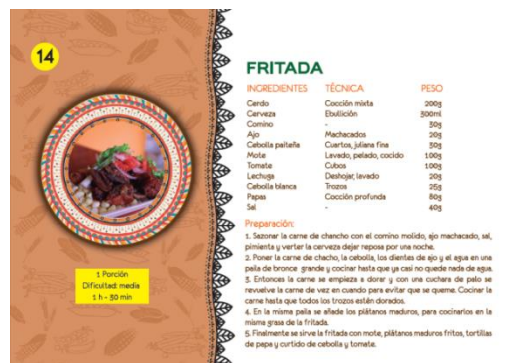 14
FRITADA
INGREDIENTES TÉCNICA PESO
Cerdo Cocción mixta 200g
Cerveza Ebullición 300ml
Comino - 30g
Ajo Machacados 20g
Cebolla paiteña Cuartos, juliana fina 30g
Mote Lavado, pelado, cocido 100g
Tomate Cubos 100g
Lechuga Deshojar, lavado 20g
Cebolla blanca Trozos 25g
Papas Cocción profunda 80g
Sal - 40g
Preparación:
1. Sazonar la carne de chancho con el comino molido, ajo machacado, sal,
pimienta y verter la cerveza dejar reposa por una noche.
2. Poner la carne de chacho, la cebolla, los dientes de ajo y el agua en una
paila de bronce grande y cocinar hasta que ya casi no quede nada de agua.
3. Entonces la carne se empieza a dorar y con una cuchara de palo se
revuelve la carne de vez en cuando para evitar que se queme. Cocinar la
carne hasta que todos los trozos estén dorados.
4. En la misma paila se añade los plátanos maduros, para cocinarlos en la
misma grasa de la fritada.
5. Finalmente se sirve la fritada con mote, plátanos maduros fritos, tortillas
de papa y curtido de cebolla y tomate.
1 Porción
Dificultad: media
1 h - 30 min